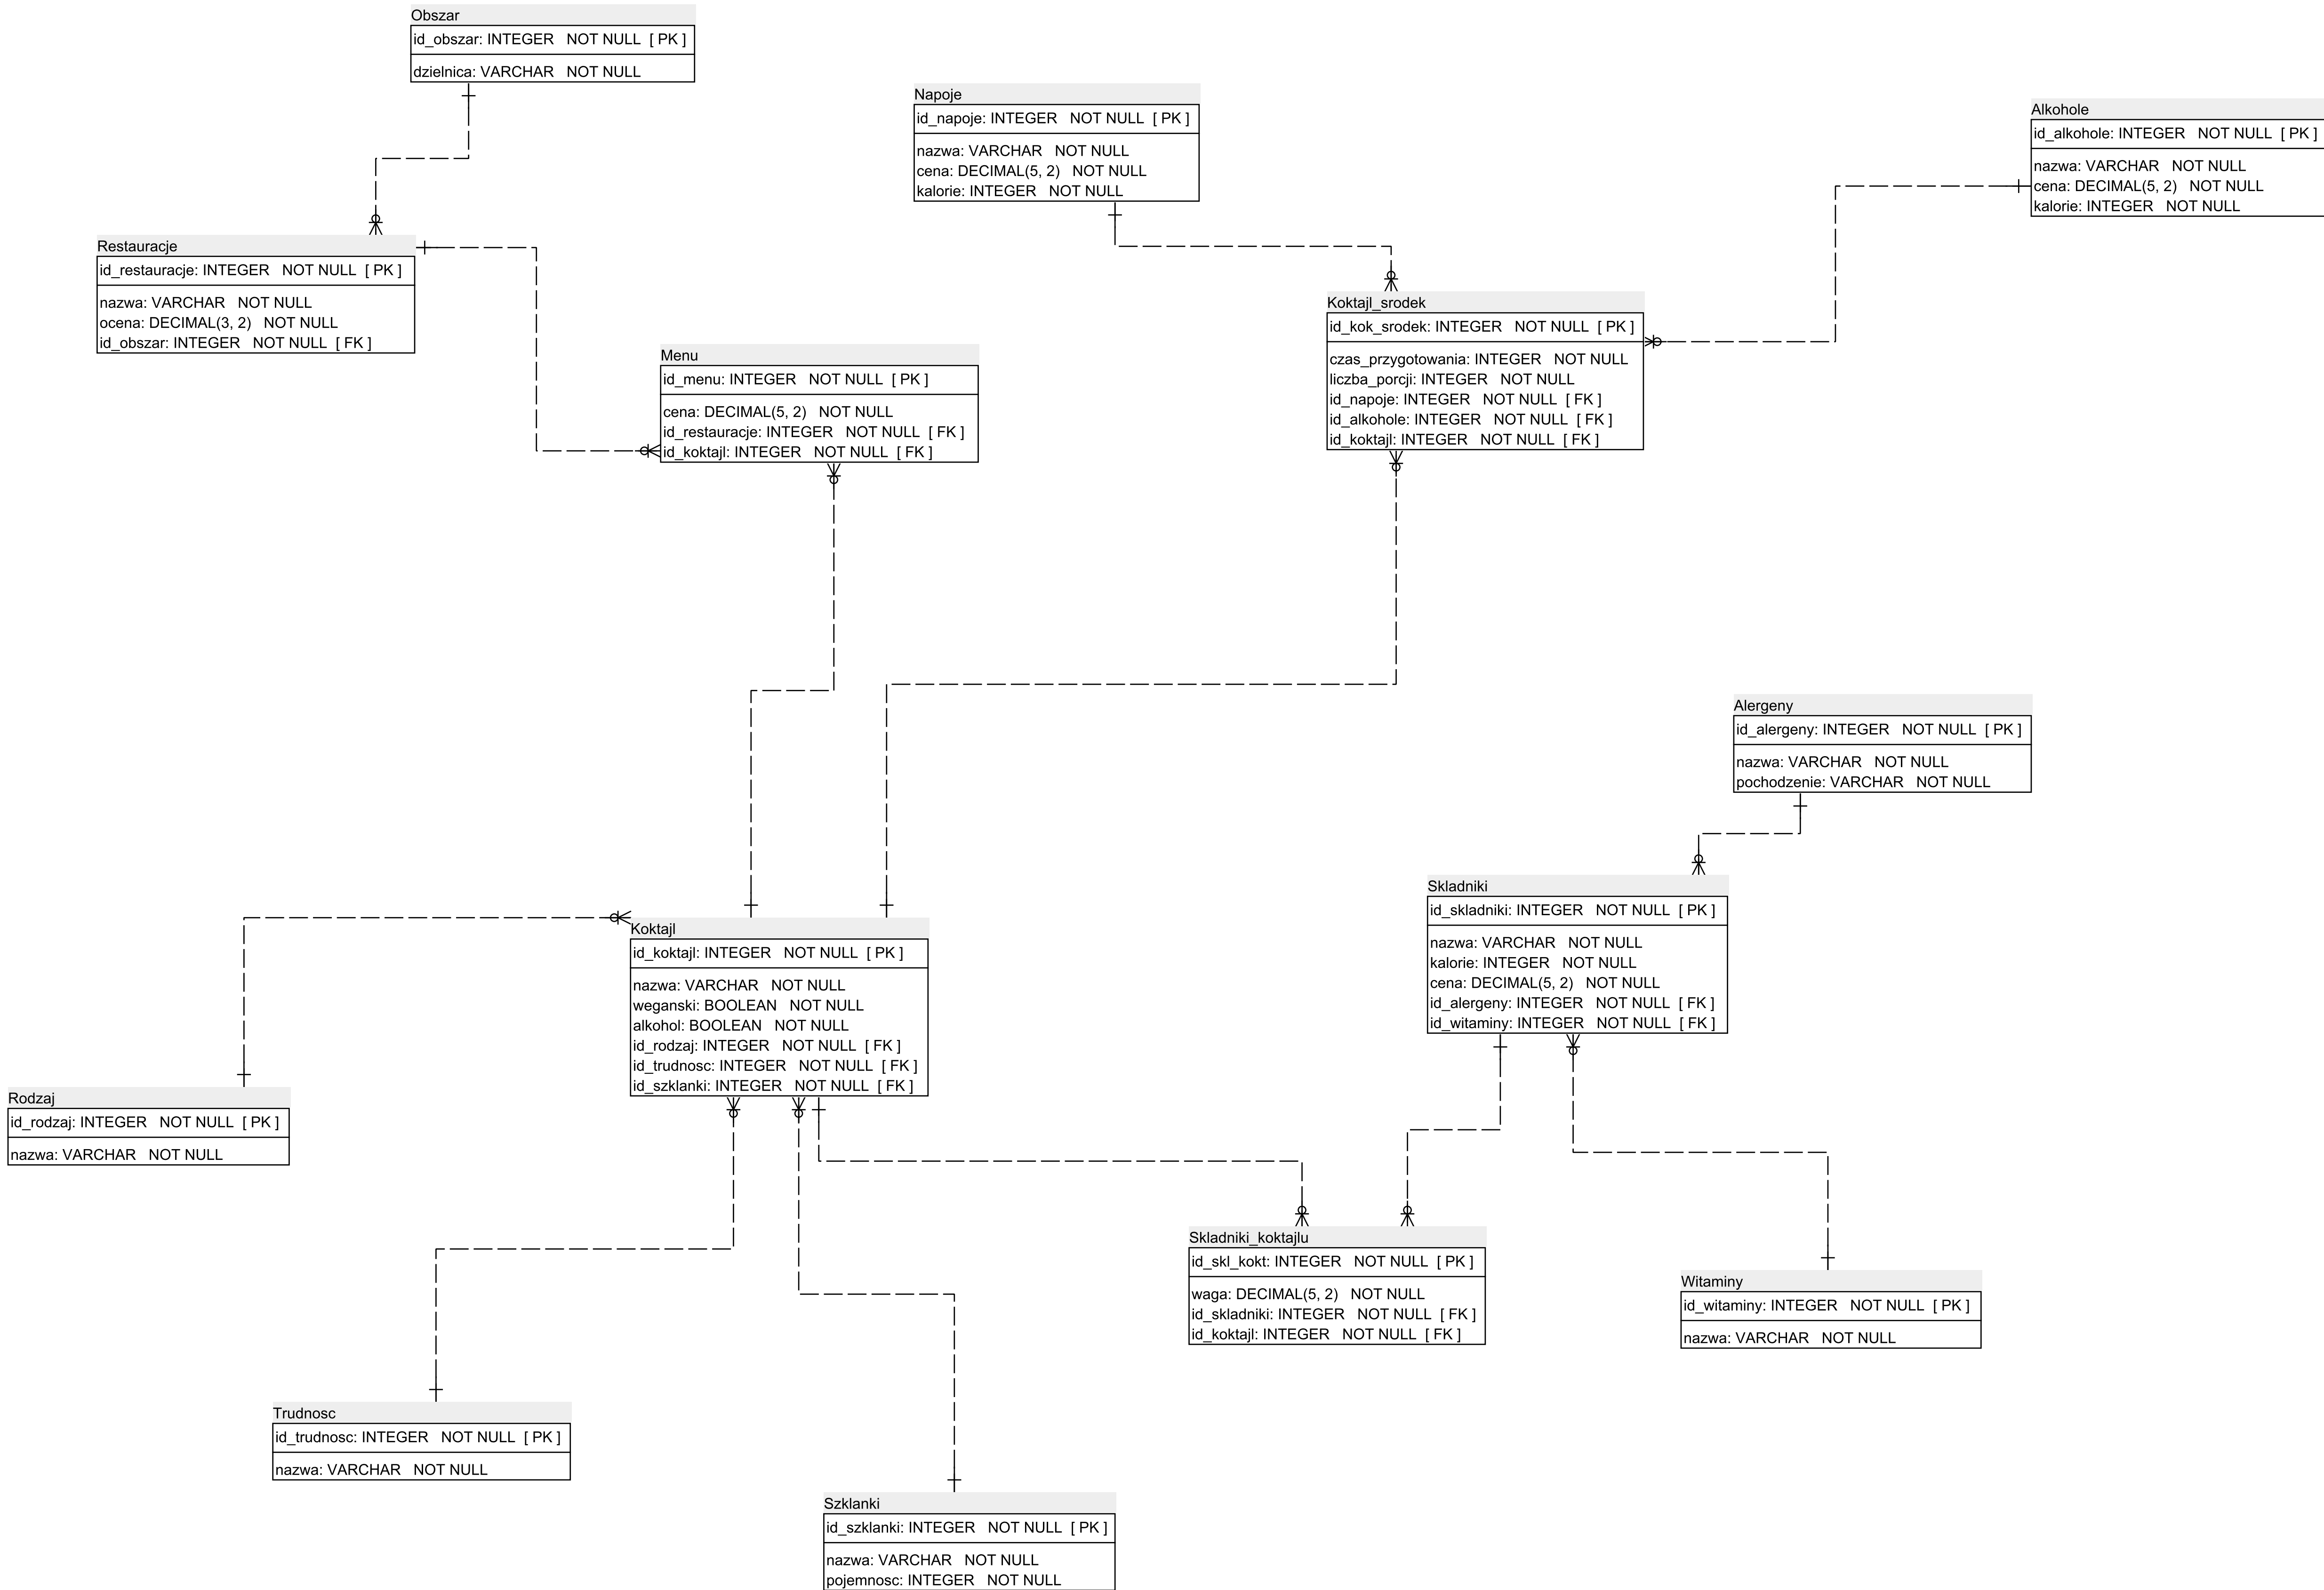 Obszar
id_obszar: INTEGER NOT NULL [ PK ]
dzielnica: VARCHAR NOT NULL
Napoje
id_napoje: INTEGER NOT NULL [ PK ]
nazwa: VARCHAR NOT NULL
cena: DECIMAL(5, 2) NOT NULL
kalorie: INTEGER NOT NULL
Alkohole
id_alkohole: INTEGER NOT NULL [ PK ]
nazwa: VARCHAR NOT NULL
cena: DECIMAL(5, 2) NOT NULL
kalorie: INTEGER NOT NULL
Restauracje
id_restauracje: INTEGER NOT NULL [ PK ]
nazwa: VARCHAR NOT NULL
ocena: DECIMAL(3, 2) NOT NULL
id_obszar: INTEGER NOT NULL [ FK ]
Menu
id_menu: INTEGER NOT NULL [ PK ]
cena: DECIMAL(5, 2) NOT NULL
id_restauracje: INTEGER NOT NULL [ FK ]
id_koktajl: INTEGER NOT NULL [ FK ]
Koktajl_srodek
id_kok_srodek: INTEGER NOT NULL [ PK ]
czas_przygotowania: INTEGER NOT NULL
liczba_porcji: INTEGER NOT NULL
id_napoje: INTEGER NOT NULL [ FK ]
id_alkohole: INTEGER NOT NULL [ FK ]
id_koktajl: INTEGER NOT NULL [ FK ]
Alergeny
id_alergeny: INTEGER NOT NULL [ PK ]
nazwa: VARCHAR NOT NULL
pochodzenie: VARCHAR NOT NULL
Skladniki
id_skladniki: INTEGER NOT NULL [ PK ]
nazwa: VARCHAR NOT NULL
kalorie: INTEGER NOT NULL
cena: DECIMAL(5, 2) NOT NULL
id_alergeny: INTEGER NOT NULL [ FK ]
id_witaminy: INTEGER NOT NULL [ FK ]
Koktajl
id_koktajl: INTEGER NOT NULL [ PK ]
nazwa: VARCHAR NOT NULL
weganski: BOOLEAN NOT NULL
alkohol: BOOLEAN NOT NULL
id_rodzaj: INTEGER NOT NULL [ FK ]
id_trudnosc: INTEGER NOT NULL [ FK ]
id_szklanki: INTEGER NOT NULL [ FK ]
Rodzaj
id_rodzaj: INTEGER NOT NULL [ PK ]
nazwa: VARCHAR NOT NULL
Skladniki_koktajlu
id_skl_kokt: INTEGER NOT NULL [ PK ]
waga: DECIMAL(5, 2) NOT NULL
id_skladniki: INTEGER NOT NULL [ FK ]
id_koktajl: INTEGER NOT NULL [ FK ]
Witaminy
id_witaminy: INTEGER NOT NULL [ PK ]
nazwa: VARCHAR NOT NULL
Trudnosc
id_trudnosc: INTEGER NOT NULL [ PK ]
nazwa: VARCHAR NOT NULL
Szklanki
id_szklanki: INTEGER NOT NULL [ PK ]
nazwa: VARCHAR NOT NULL
pojemnosc: INTEGER NOT NULL